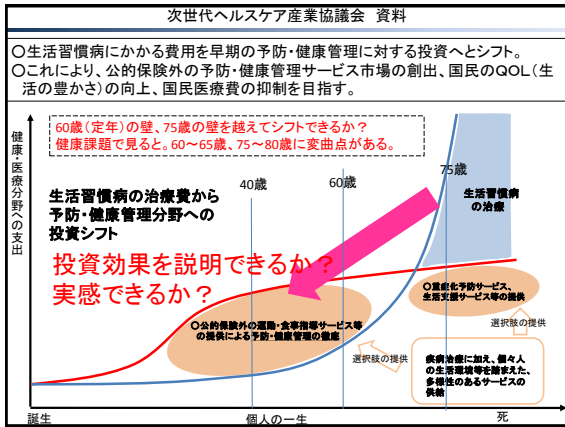 次世代ヘルスケア産業協議会 資料
○生活習慣病にかかる費用を早期の予防・健康管理に対する投資へとシフト。
○これにより、公的保険外の予防・健康管理サービス市場の創出、国民のQOL(生
活の豊かさ)の向上、国民医療費の抑制を目指す。
健康・医療分野への支出
60歳(定年)の壁、75歳の壁を越えてシフトできるか?
健康課題で見ると。60~65歳、75~80歳に変曲点がある。
40歳
60歳
75歳
生活習慣病の治療費から
予防・健康管理分野への
投資シフト
生活習慣病
の治療
投資効果を説明できるか?
実感できるか?
○公的保険外の運動・食事指導サービス等
の提供による予防・健康管理の徹底
○重症化予防サービス、
生活支援サービス等の提供
選択肢の提供
選択肢の提供
疾病治療に加え、個々人
の生活環境等を踏まえた、
多様性のあるサービスの
供給
誕生
個人の一生
死